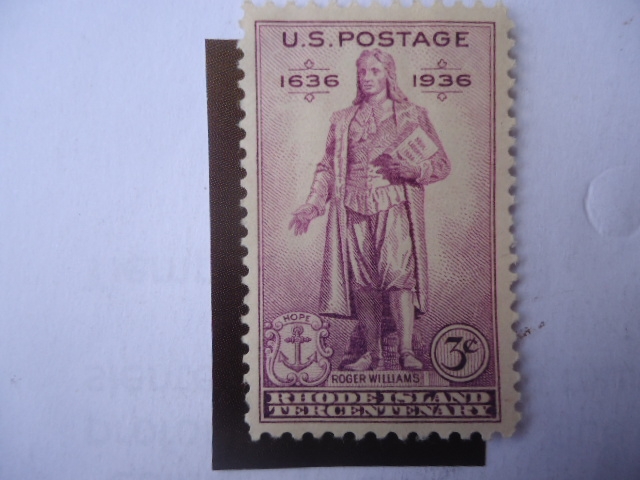 U.S. POSTAGE
1636 1936
HOPE
3¢
ROGER WILLIAMS
RHODE ISLAND
TERCENTENARY